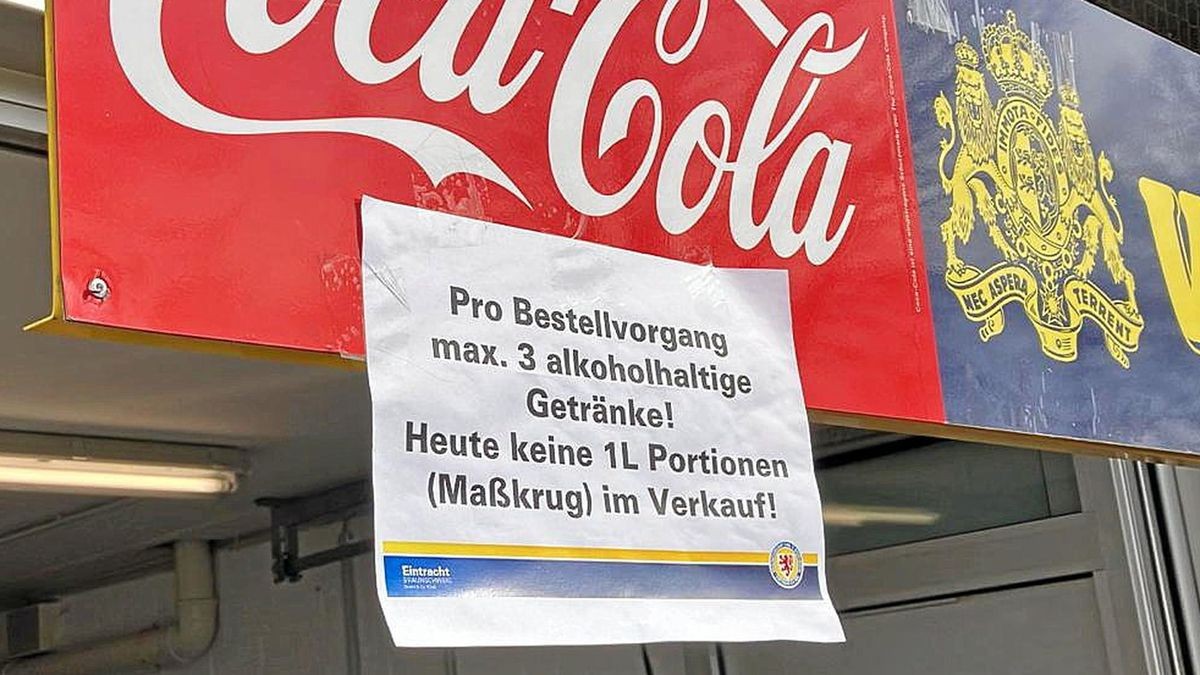 Coca-Cola
Pro Bestellvorgang
max. 3 alkoholhaltige
Getränke!
Heute keine 1L Portionen
(Maßkrug) im Verkauf!
Eintracht
BRAUNSCHWEIG
NEC ASPERA TERRENT